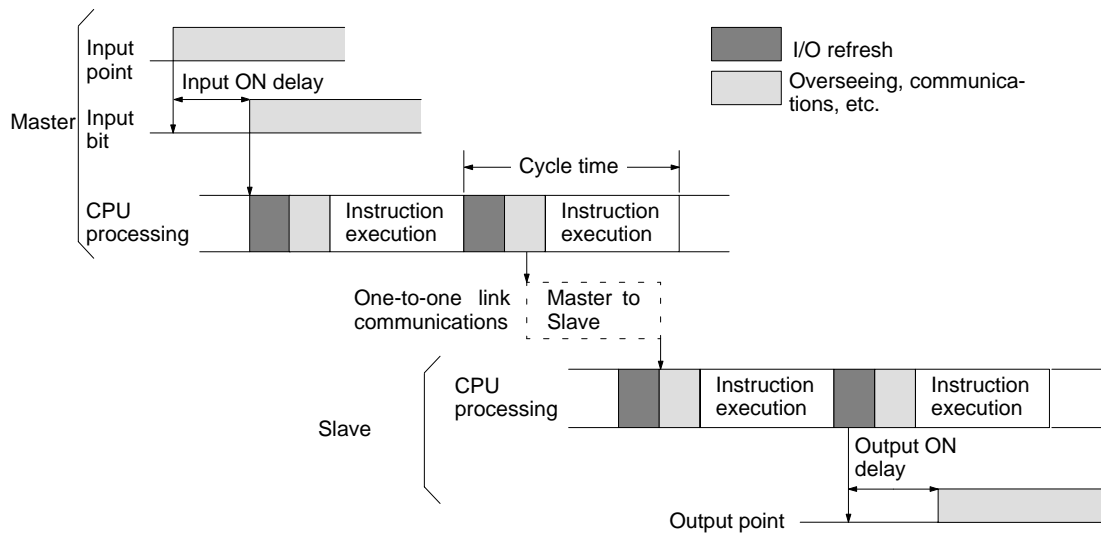 Input
point
I/O refresh
Overseeing, communica-
tions, etc.
Input ON delay
Master
Input
bit
Cycle time
CPU
processing
Instruction
execution
Instruction
execution
One-to-one link
communications
Master to
Slave
Slave
CPU
processing
Instruction
execution
Instruction
execution
Output ON
delay
Output point